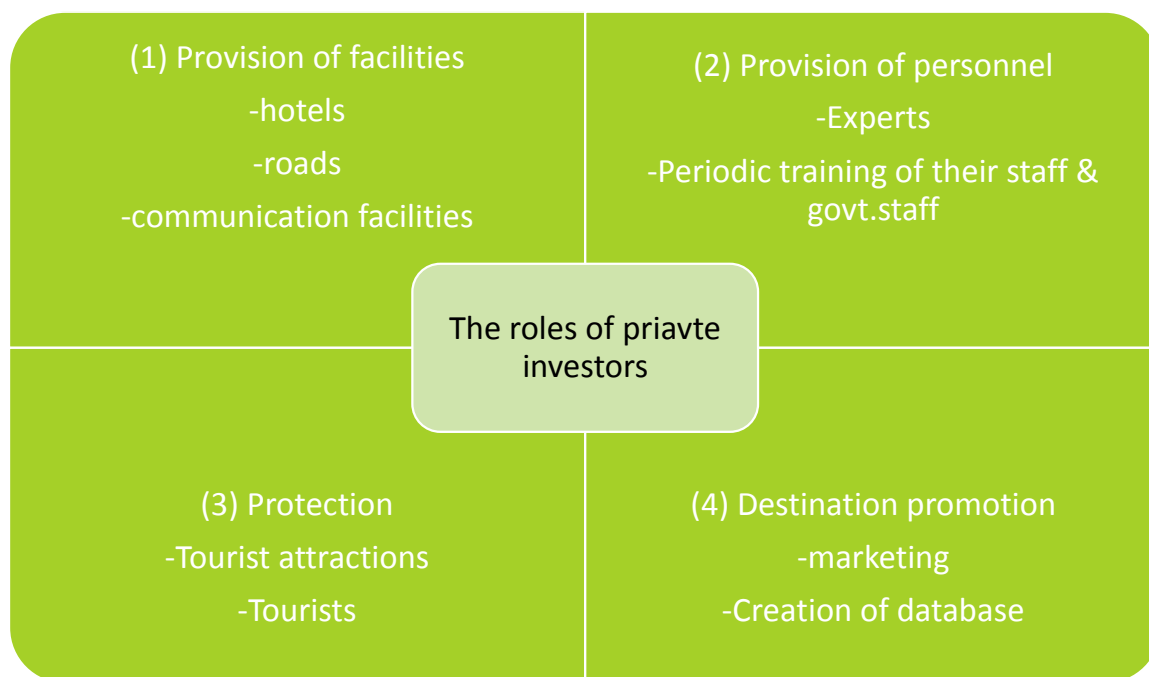 (1) Provision of facilities
-hotels
-roads
-communication facilities
(2) Provision of personnel
-Experts
-Periodic training of their staff &
govt.staff
The roles of priavte
investors
(3) Protection
-Tourist attractions
-Tourists
(4) Destination promotion
-marketing
-Creation of database